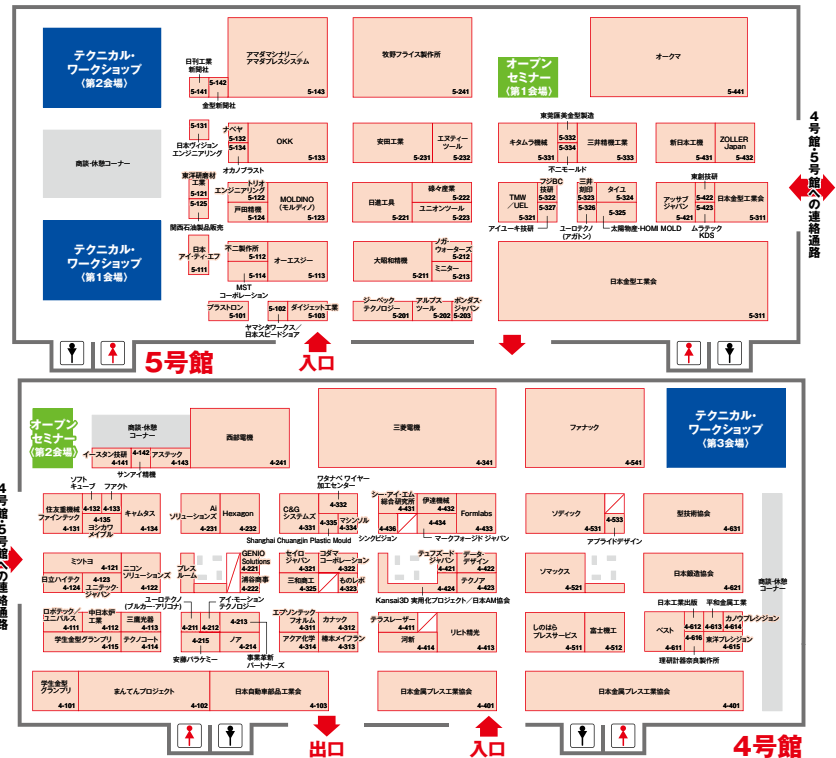 テクニカル・
ワークショップ
〈第2会場〉
日刊工業
新聞社
5-141
5-142
金型新聞社
アマダマシナリー／
アマダプレスシステム
5-143
牧野フライス製作所
5-241
オープン
セミナー
〈第1会場〉
オークマ
5-441
商談・休憩コーナー
5-131
日本ヴィジョン
エンジニアリング
ナベヤ
5-132
5-134
オカノブラスト
OKK
5-133
安田工業
5-231
エヌティー
ツール
5-232
東莞匯美金型製造
キタムラ機械
5-331
5-332
5-334
不二モールド
三井精機工業
5-333
新日本工機
5-431
ZOLLER
Japan
5-432
4号館・5号館への連絡通路
東洋研磨材
工業
5-121
5-125
関西石油製品販売
トリオ
エンジニアリング
5-122
戸田精機
5-124
MOLDINO
(モルディノ)
5-123
日進工具
5-221
碌々産業
5-222
ユニオンツール
5-223
TMW
／UEL
5-321
フジBC
技研
5-322
5-327
アイユーキ技研
三井
刻印
5-323
5-326
ユーロテクノ
(アガトン)
タイユ
5-324
5-325
太陽物産・HOMI MOLD
東創技研
アッサブ
ジャパン
5-421
5-422
5-423
ムラテック
KDS
日本金型工業会
5-311
テクニカル・
ワークショップ
〈第1会場〉
日本
アイ・ティ・エフ
5-111
不二製作所
5-112
5-114
MST
コーポレーション
オーエスジー
5-113
大昭和精機
5-211
ノガ・
ウォーターズ
5-212
ミニター
5-213
日本金型工業会
5-311
プラストロン
5-101
5-102
ヤマシタワークス／
日本スピードショア
ダイジェット工業
5-103
ジーベック
テクノロジー
5-201
アルプス
ツール
5-202
ボンダス・
ジャパン
5-203
5号館
入口
オープン
セミナー
〈第2会場〉
商談・休憩
コーナー
イースタン技研
4-141
4-142
サンアイ精機
アステック
4-143
西部電機
4-241
三菱電機
4-341
ファナック
4-541
テクニカル・
ワークショップ
〈第3会場〉
4号館・5号館への連絡通路
ソフト
キューブ
ファクト
住友重機械
ファインテック
4-131
4-132
4-133
4-135
ヨシカワ
メイプル
キャムタス
4-134
Ai
ソリューションズ
4-231
Hexagon
4-232
ワタナベ ワイヤー
加工センター
C&G
システムズ
4-331
4-332
4-335
マシンソル
4-334
Shanghai Chuangjin Plastic Mould
シー・アイ・エム
総合研究所
4-431
4-436
シンクビジョン
伊達機械
4-432
4-434
マークフォージド ジャパン
Formlabs
4-433
ソディック
4-531
4-533
アプライドデザイン
型技術協会
4-631
ミツトヨ
4-121
日立ハイテク
4-124
4-123
ユニテック・
ジャパン
ニコン
ソリューションズ
4-122
プレス
ルーム
GENIO
Solutions
4-221
浦谷商事
4-222
セイロ
ジャパン
4-321
コダマ
コーポレーション
4-322
三和商工
4-325
ものレボ
4-323
テュフズード
ジャパン
4-421
データ・
デザイン
4-422
テクノア
4-423
4-424
Kansai3D 実用化プロジェクト／日本AM協会
ソマックス
4-521
日本鍛造協会
4-621
商談・休憩
コーナー
ロボテック／
ユニパルス
4-111
中日本炉工業
4-112
三鷹光器
4-113
学生金型グランプリ
4-115
テクノコート
4-114
ユーロテクノ
(ブルカー・アリコナ)
アイ・モーション
テクノロジー
4-211
4-212
4-213
4-215
安藤パラケミー
ノア
4-214
事業革新
パートナーズ
エプソンテック
フオルム
4-311
カナック
4-312
アクア化学
4-314
椿本メイフラン
4-313
テラスレーザー
4-411
河新
4-414
リヒト精光
4-413
しのはら
プレスサービス
4-511
富士機工
4-512
日本工業出版
平和金属工業
ベスト
4-611
4-612
4-613
カノウプレシジョン
4-614
4-616
東洋プレシジョン
4-615
理研計器奈良製作所
学生金型
グランプリ
4-101
まんてんプロジェクト
4-102
日本自動車部品工業会
4-103
日本金属プレス工業協会
4-401
日本金属プレス工業協会
4-401
出口
入口
4号館